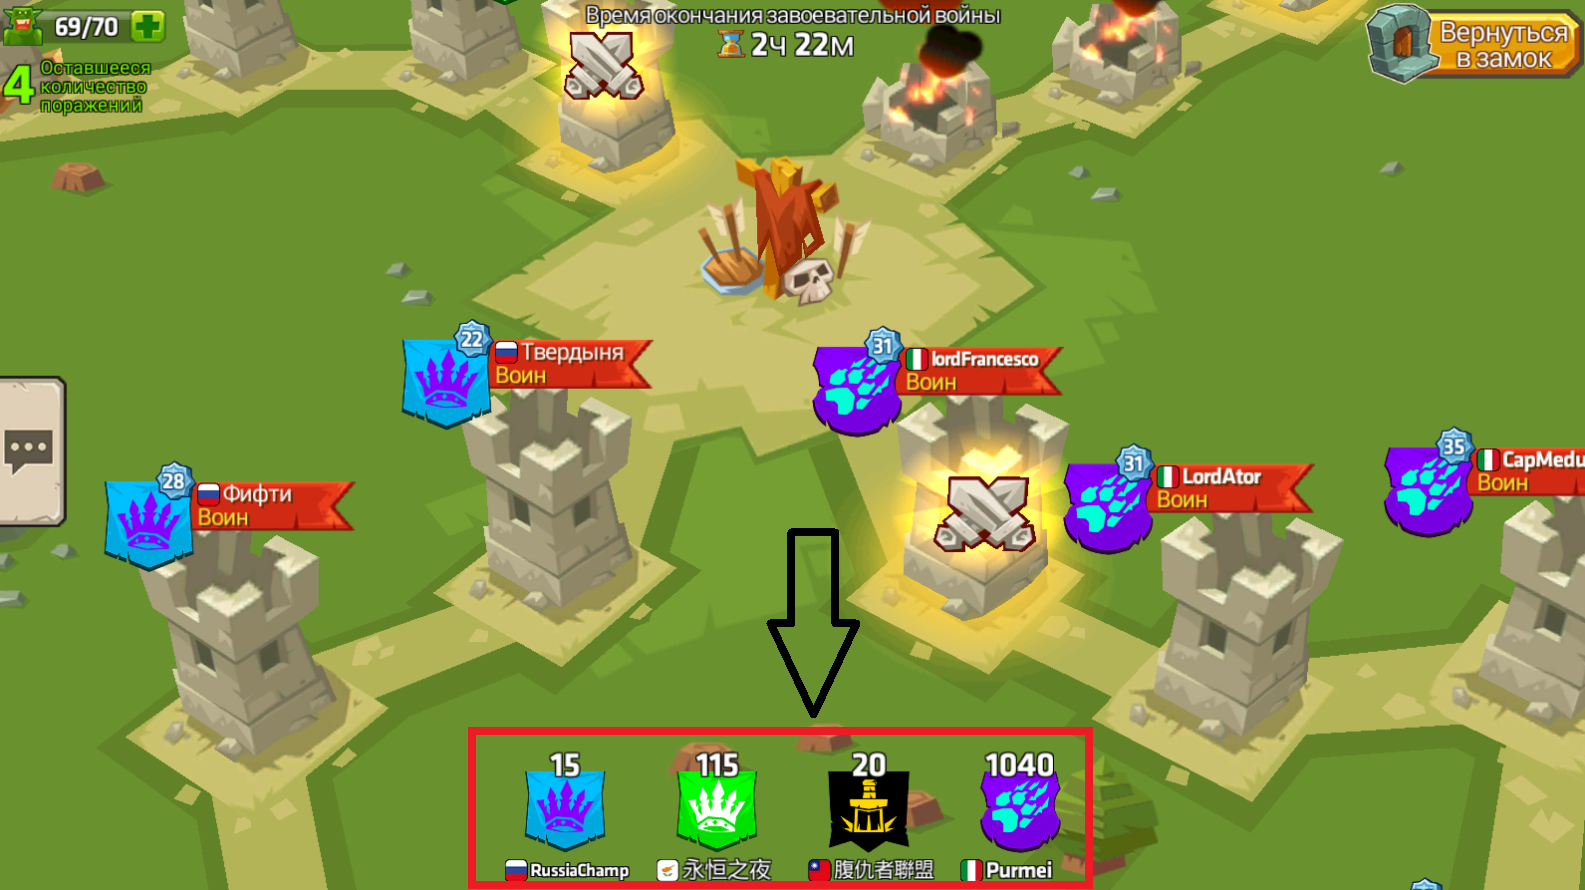 69/70
4
Оставшееся
количество
поражений
Время окончания завоевательной войны
2ч 22м
Вернуться
в замок
22
Твердыня
Воин
31
lordFrancesco
Воин
28
Фифти
Воин
31
LordAtor
Воин
35
CapMedu
Воин
15
115
20
1040
RussiaChamp
永恒之夜
腹仇者聯盟
Purmei